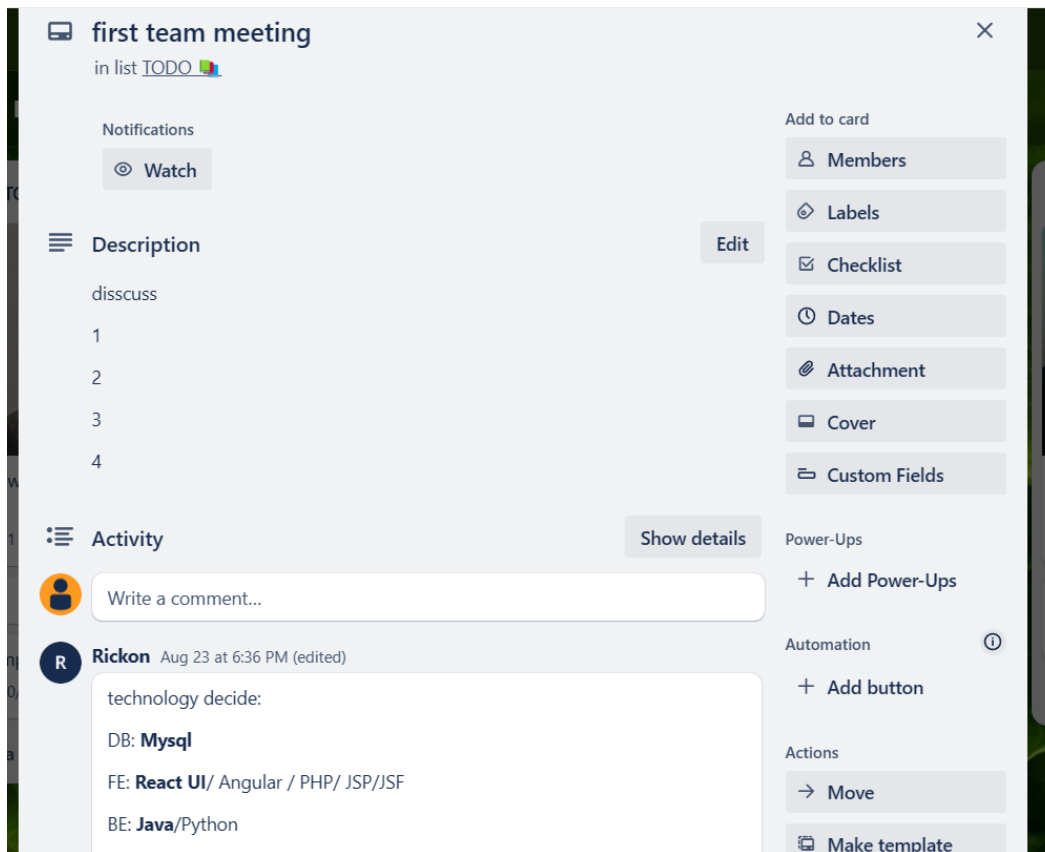 first team meeting
in list TODO
Notifications
Watch
Description
Edit
disscuss
1
2
3
4
Activity
Show details
Write a comment...
R
Rickon Aug 23 at 6:36 PM (edited)
technology decide:
DB: Mysql
FE: React UI/ Angular / PHP/ JSP/JSF
BE: Java/Python
Add to card
Members
Labels
Checklist
Dates
Attachment
Cover
Custom Fields
Power-Ups
+ Add Power-Ups
Automation
+ Add button
Actions
→ Move
Make template